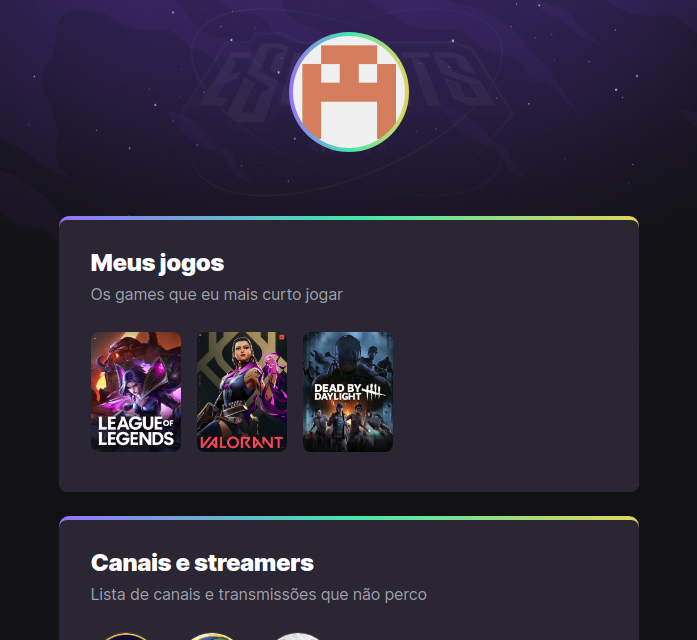 Meus jogos
Os games que eu mais curto jogar
LEAGUE OF
LEGENDS
VALORANT
DEAD BY
DAYLIGHT
Canais e streamers
Lista de canais e transmissões que não perco